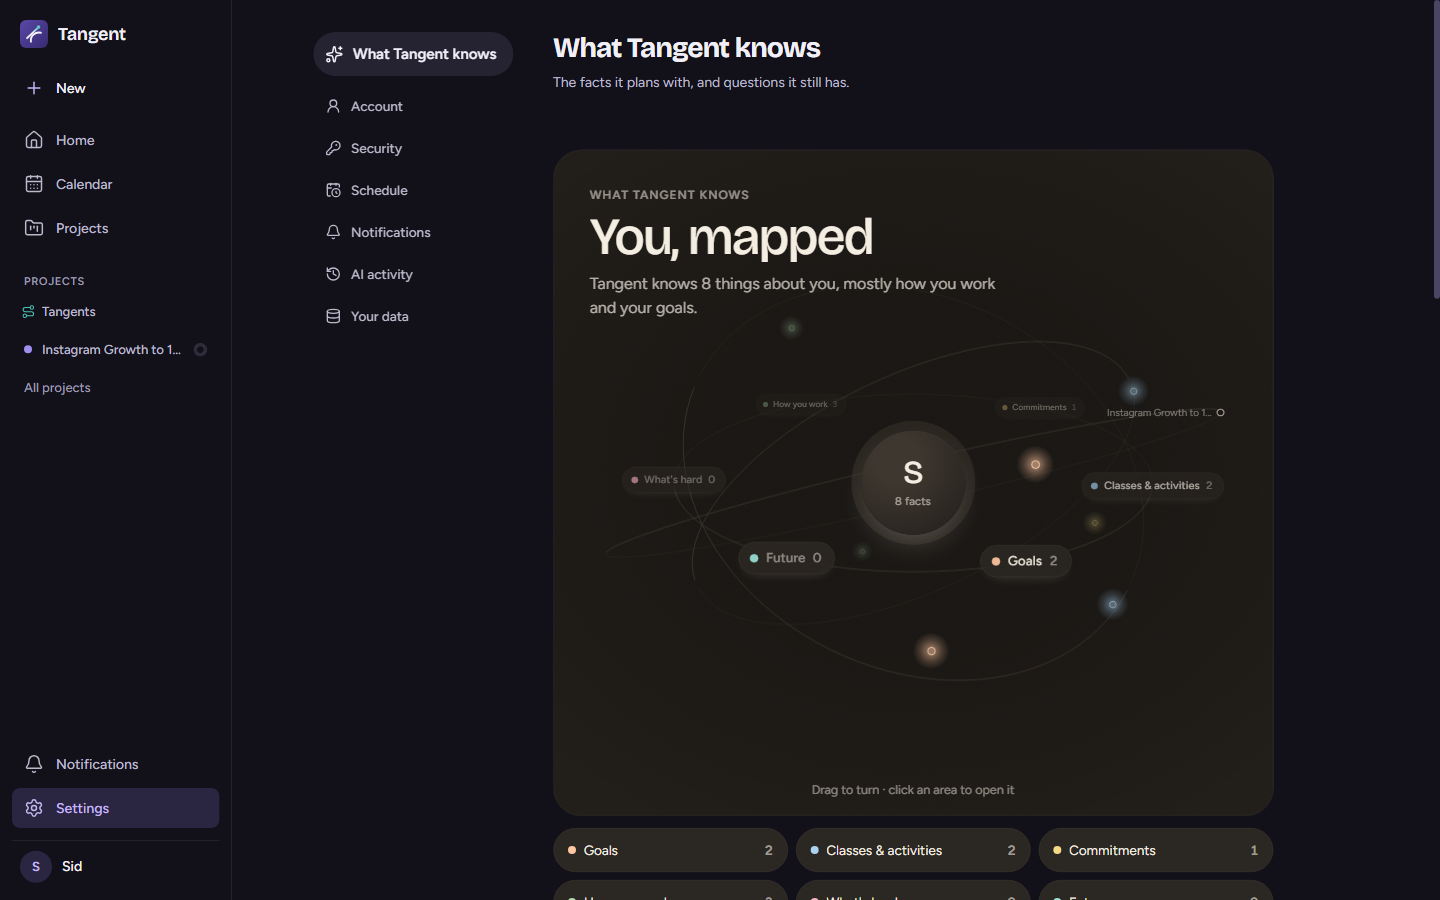 Tangent
New
Home
Calendar
Projects
PROJECTS
Tangents
Instagram Growth to 1...
All projects
Notifications
Settings
S
Sid
What Tangent knows
Account
Security
Schedule
Notifications
AI activity
Your data
What Tangent knows
The facts it plans with, and questions it still has.
WHAT TANGENT KNOWS
You, mapped
Tangent knows 8 things about you, mostly how you work
and your goals.
How you work 3
Commitments 1
Instagram Growth to 1...
What's hard 0
S
8 facts
Classes & activities 2
Future 0
Goals 2
Drag to turn · click an area to open it
Goals 2
Classes & activities 2
Commitments 1